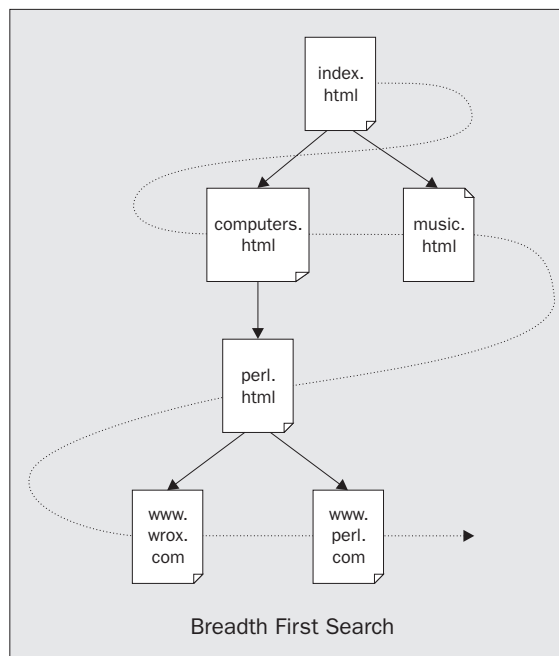 index.
html
computers.
html
music.
html
perl.
html
www.
wrox.
com
www.
perl.
com
Breadth First Search